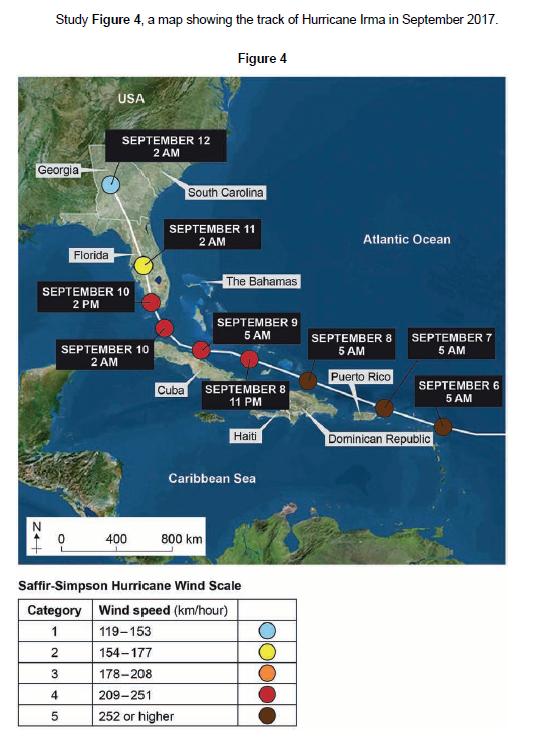 Study Figure 4, a map showing the track of Hurricane Irma in September 2017.
Figure 4
USA
SEPTEMBER 12
2 AM
Georgia
South Carolina
SEPTEMBER 11
2 AM
Florida
Atlantic Ocean
The Bahamas
SEPTEMBER 10
2 PM
SEPTEMBER 9
5 AM
SEPTEMBER 8
5 AM
SEPTEMBER 7
5 AM
SEPTEMBER 10
2 AM
Puerto Rico
SEPTEMBER 6
5 AM
Cuba
SEPTEMBER 8
11 PM
Haiti
Dominican Republic
Caribbean Sea
N
0 400 800 km
Saffir-Simpson Hurricane Wind Scale
Category Wind speed (km/hour)
1 119–153
2 154–177
3 178–208
4 209–251
5 252 or higher